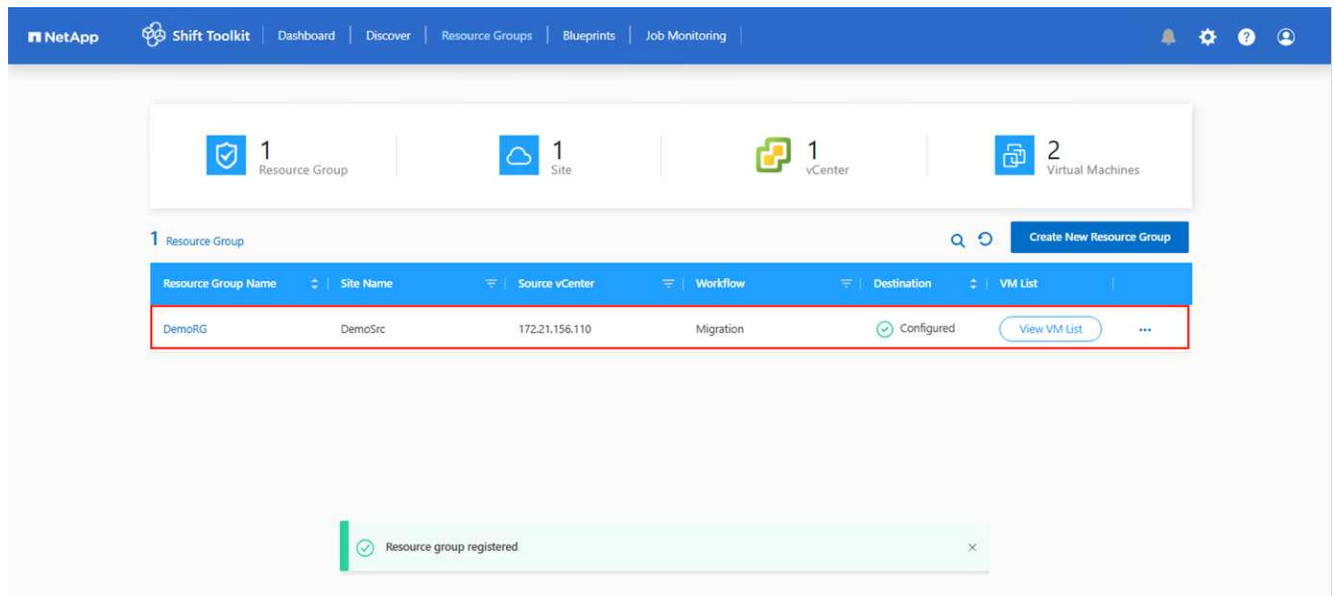 NetApp Shift Toolkit Dashboard Discover Resource Groups Blueprints Job Monitoring ?
1
Resource Group
1
Site
1
vCenter
2
Virtual Machines
1 Resource Group Create New Resource Group
Resource Group Name Site Name Source vCenter Workflow Destination VM List
DemoRG DemoSrc 172.21.156.110 Migration Configured View VM List ...
Resource group registered